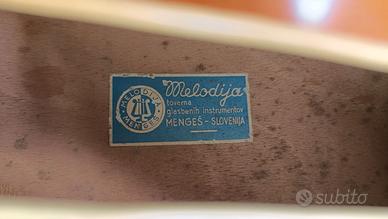 MELODIJA
MENGEŠ
Melodija
tovarna
glasbenih instrumentov
MENGEŠ - SLOVENIJA
subito